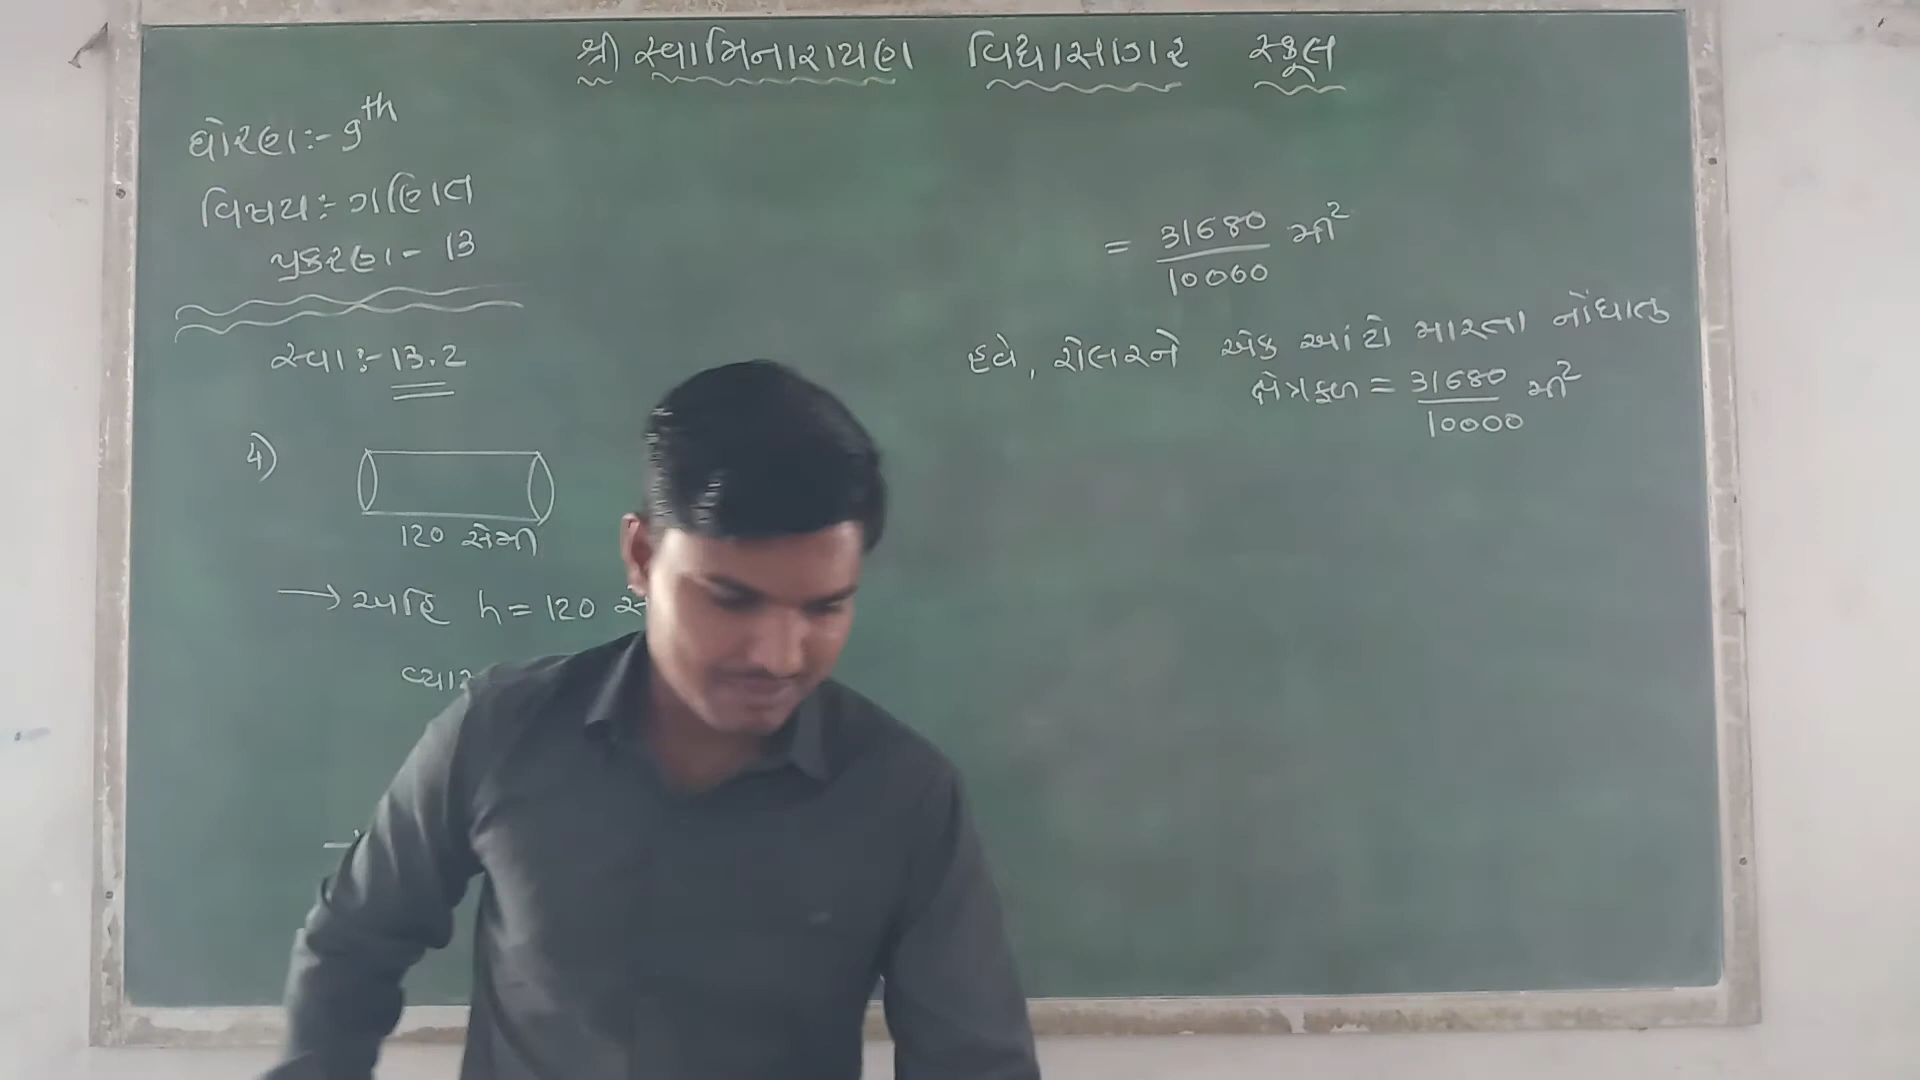 શ્રી સ્વામિનારાયણ વિદ્યાસાગર સ્કૂલ
ધોરણ:- 9th
વિષય:- ગણિત
પ્રકરણ - 13
સ્વા:- 13.2
4)
120 સેમી
→ અહિ h = 120
= 31680/10000 મી²
હવે, રોલરને એક આંટો મારતા નોંધાતુ
ક્ષેત્રફળ = 31680/10000 મી²